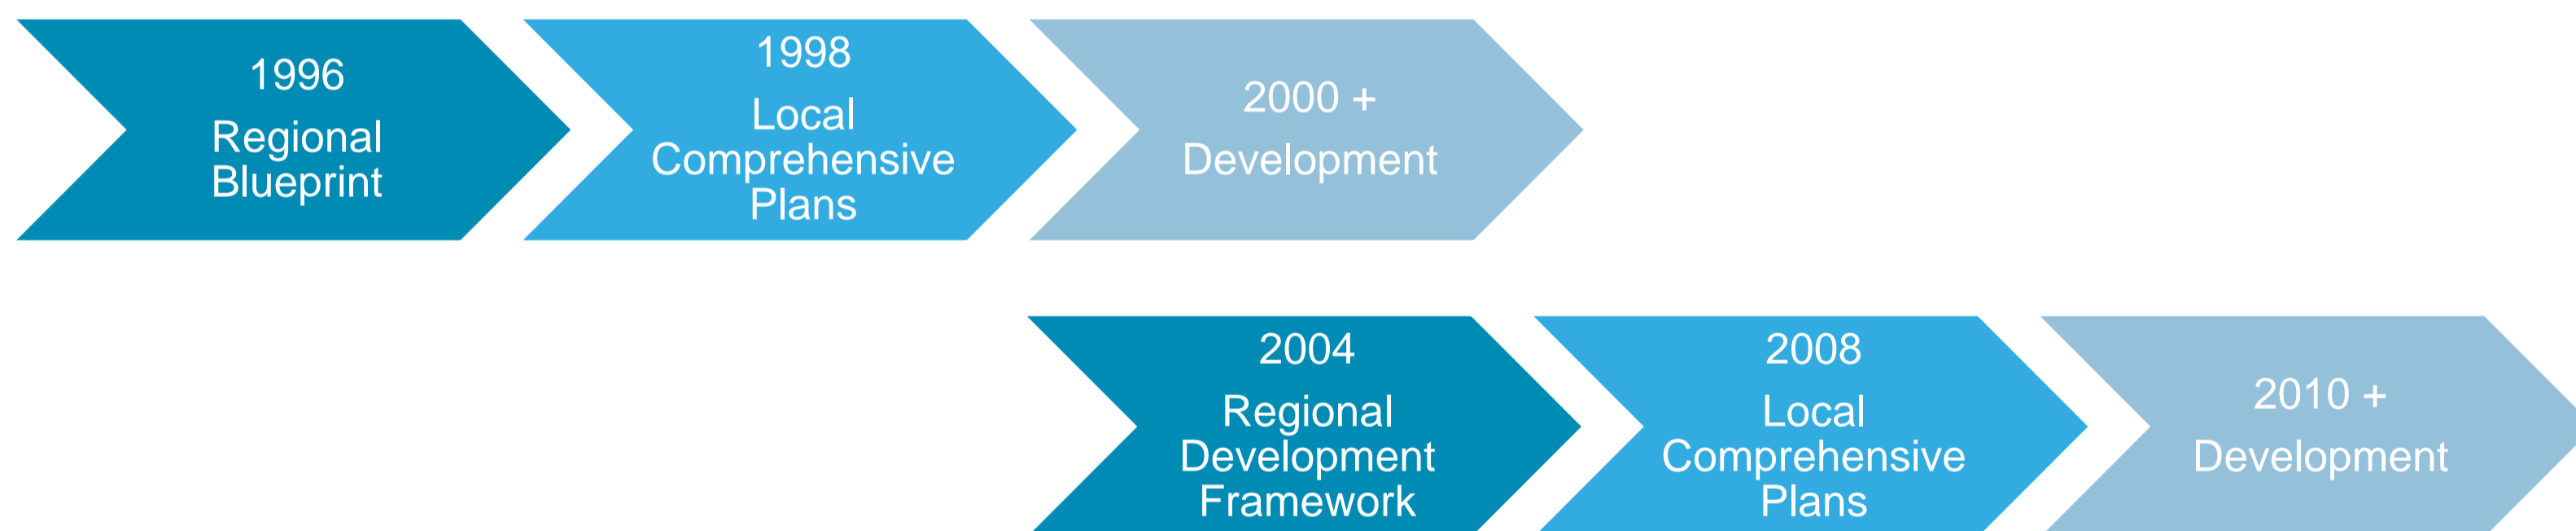 1996
Regional
Blueprint
1998
Local
Comprehensive
Plans
2000 +
Development
2004
Regional
Development
Framework
2008
Local
Comprehensive
Plans
2010 +
Development